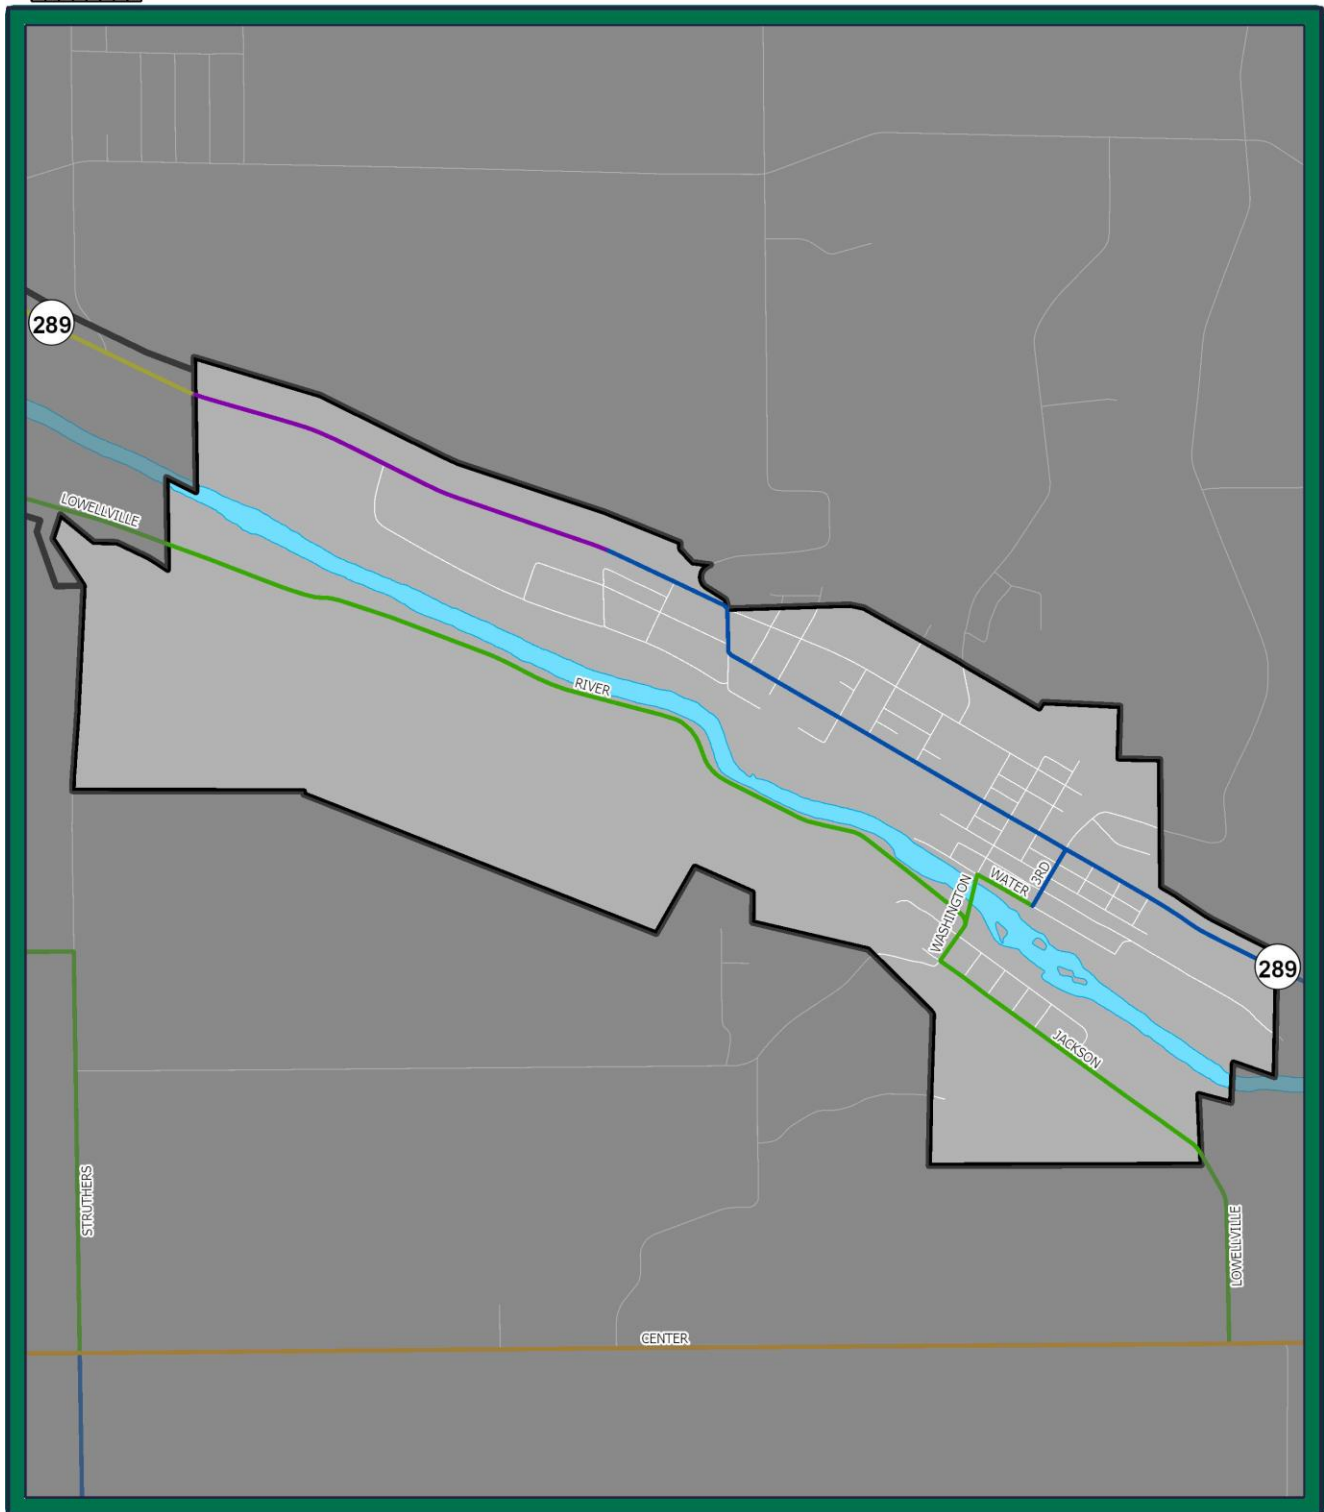 289
LOWELLVILLE
RIVER
WATER
3RD
WASHINGTON
289
JACKSON
STRUTHERS
LOWELLVILLE
CENTER